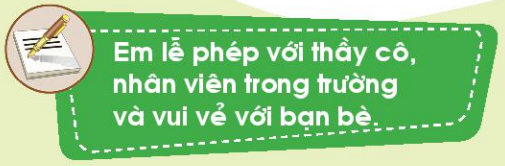 Em lễ phép với thầy cô,
nhân viên trong trường
và vui vẻ với bạn bè.